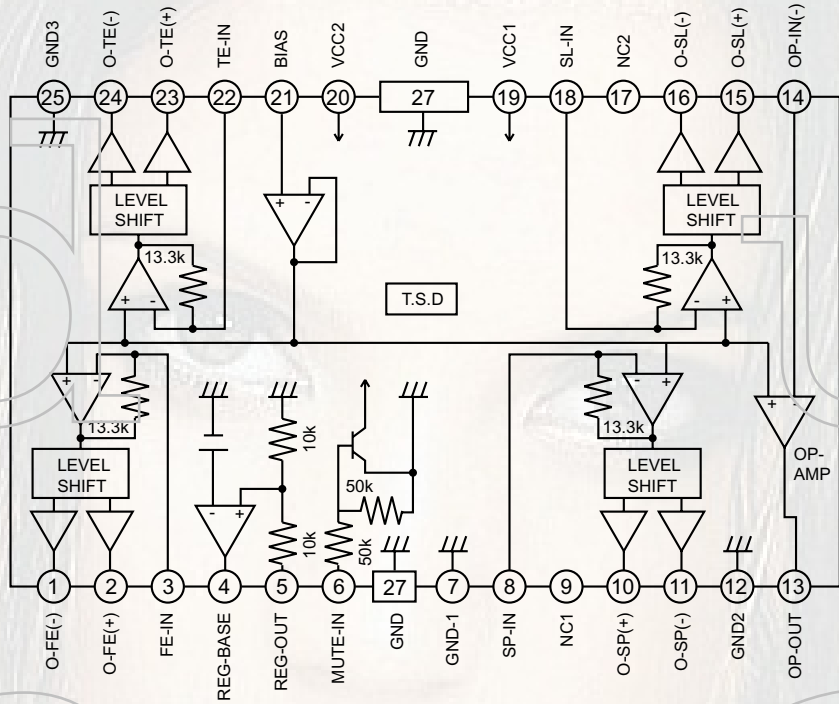 GND3
O-TE(-)
O-TE(+)
TE-IN
BIAS
VCC2
GND
VCC1
SL-IN
NC2
O-SL(-)
O-SL(+)
OP-IN(-)
25
24
23
22
21
20
27
19
18
17
16
15
14
LEVEL
SHIFT
+ -
LEVEL
SHIFT
13.3k
13.3k
+ -
T.S.D
- +
+ -
- +
+ -
13.3k
10k
13.3k
OP-
AMP
LEVEL
SHIFT
50k
LEVEL
SHIFT
- +
10k
50k
1
2
3
4
5
6
27
7
8
9
10
11
12
13
O-FE(-)
O-FE(+)
FE-IN
REG-BASE
REG-OUT
MUTE-IN
GND
GND-1
SP-IN
NC1
O-SP(+)
O-SP(-)
GND2
OP-OUT